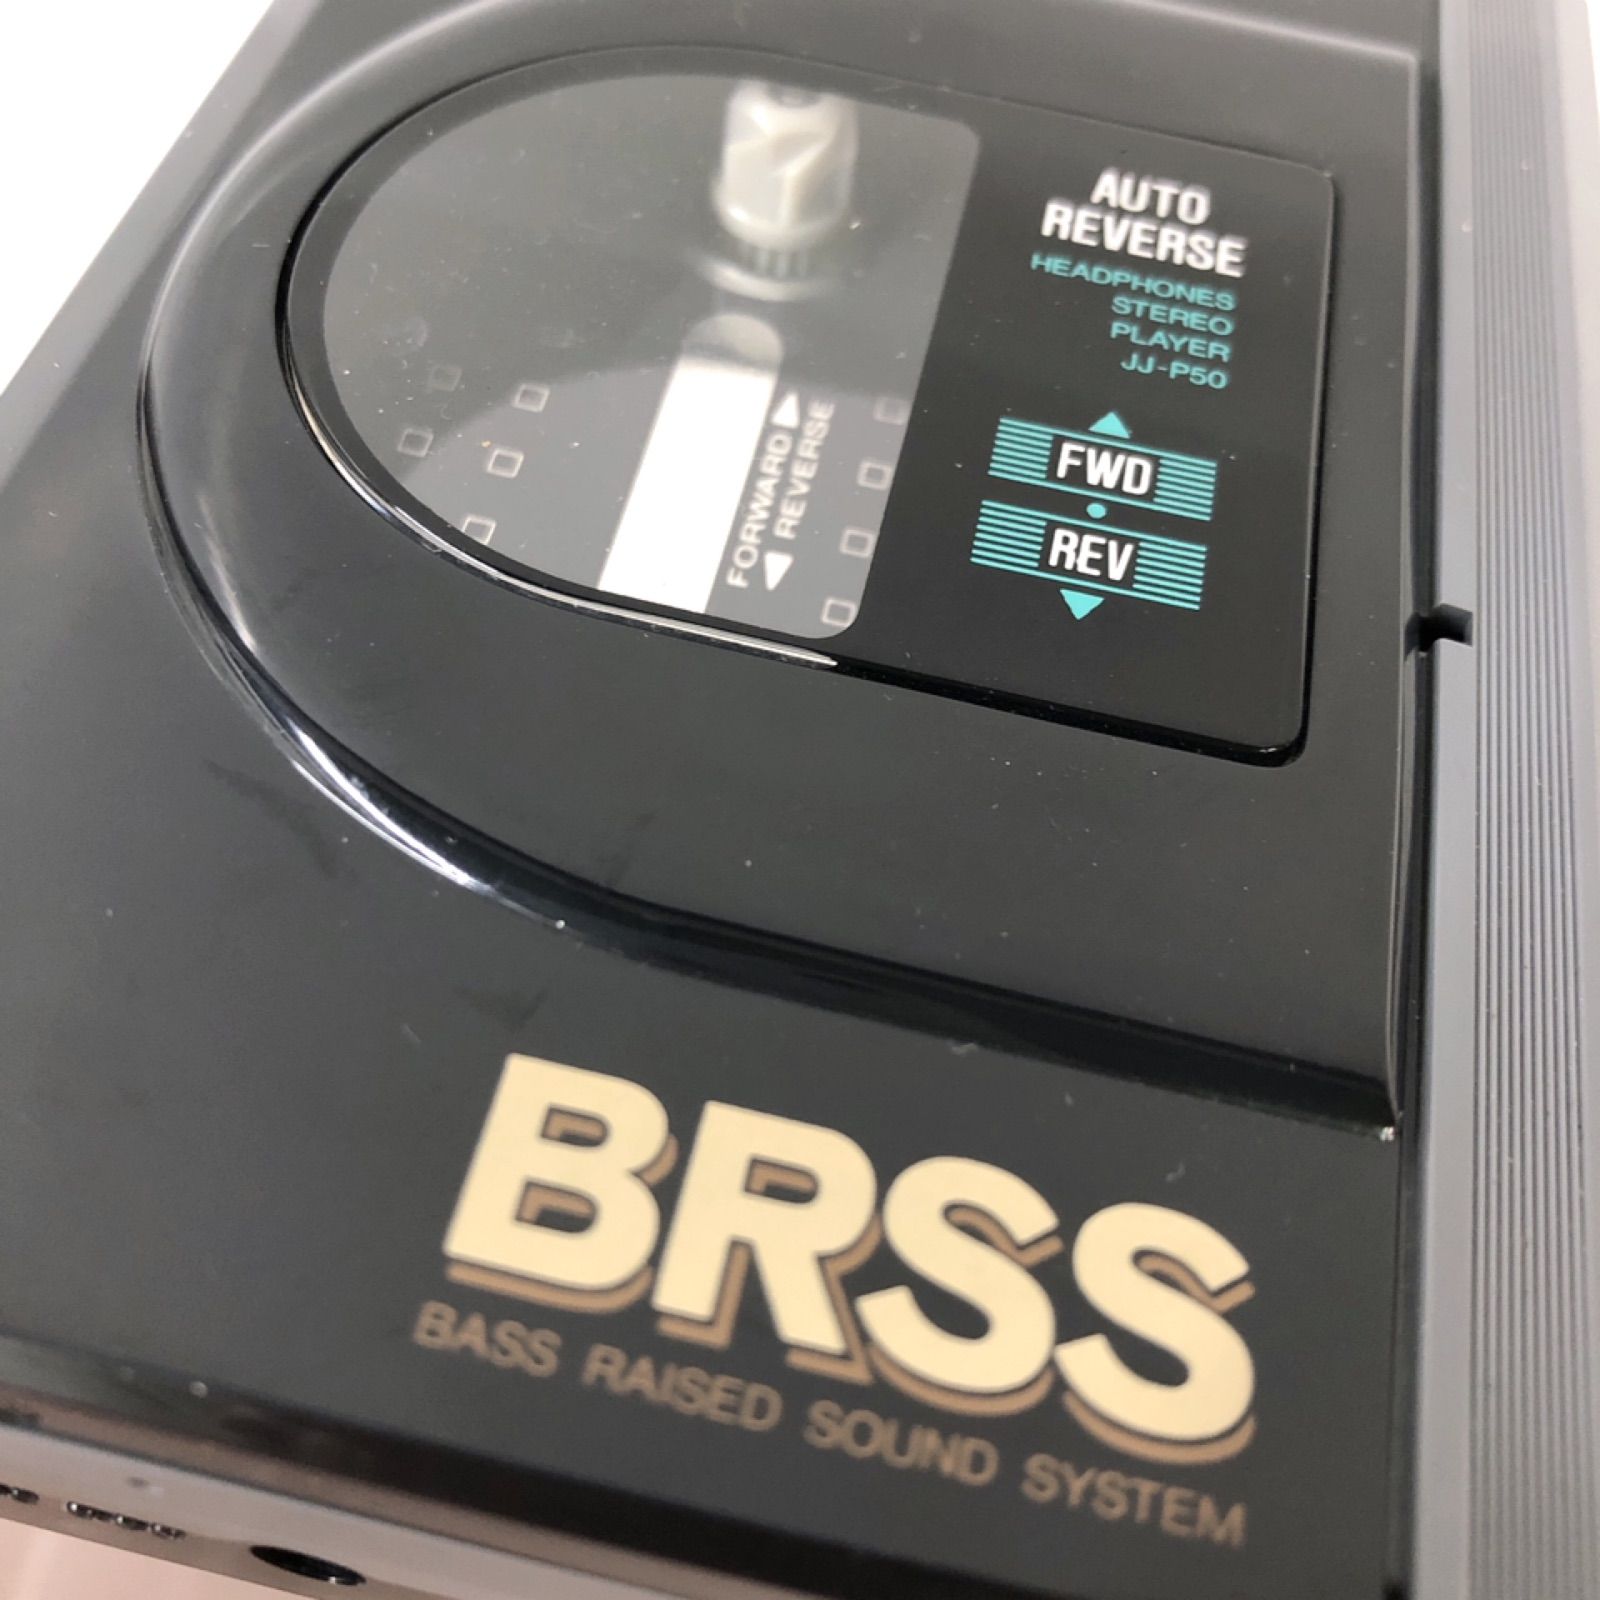 AUTO
REVERSE
HEADPHONES
STEREO
PLAYER
JJ-P50
FORWARD ▶
◀ REVERSE
FWD
REV
BRSS
BASS RAISED SOUND SYSTEM